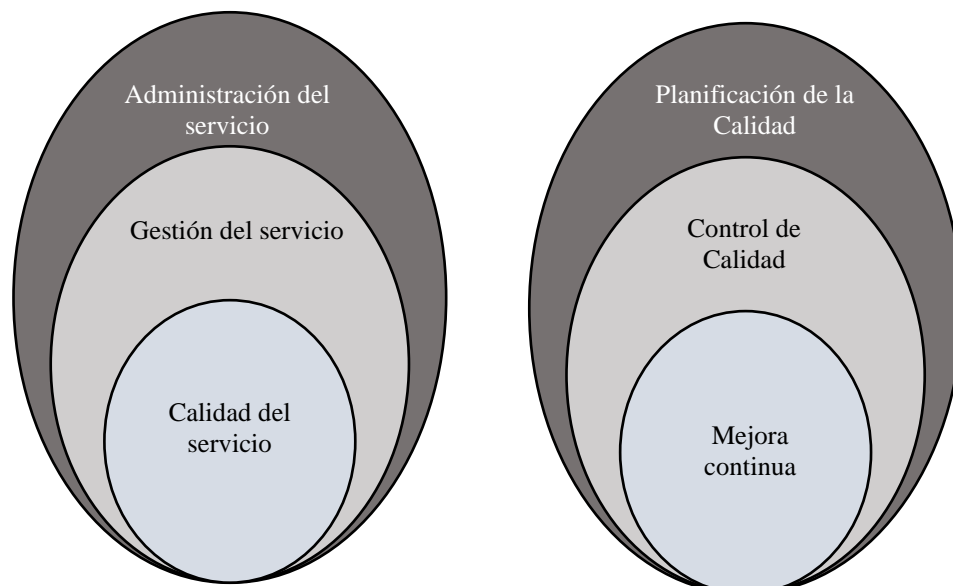 Administración del
servicio
Gestión del servicio
Calidad del
servicio
Planificación de la
Calidad
Control de
Calidad
Mejora
continua